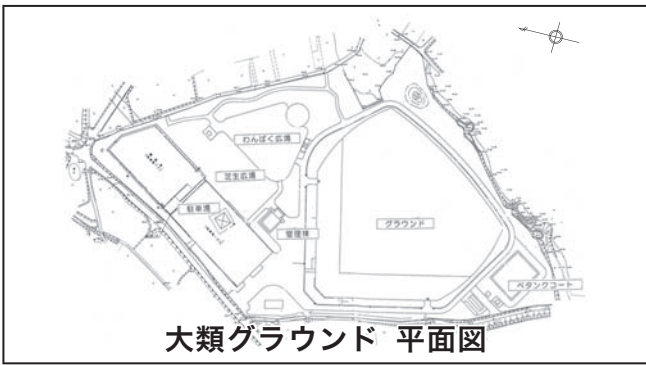 わんぱく広場
芝生広場
駐車場
管理棟
グラウンド
ペタンクコート
大類グラウンド 平面図